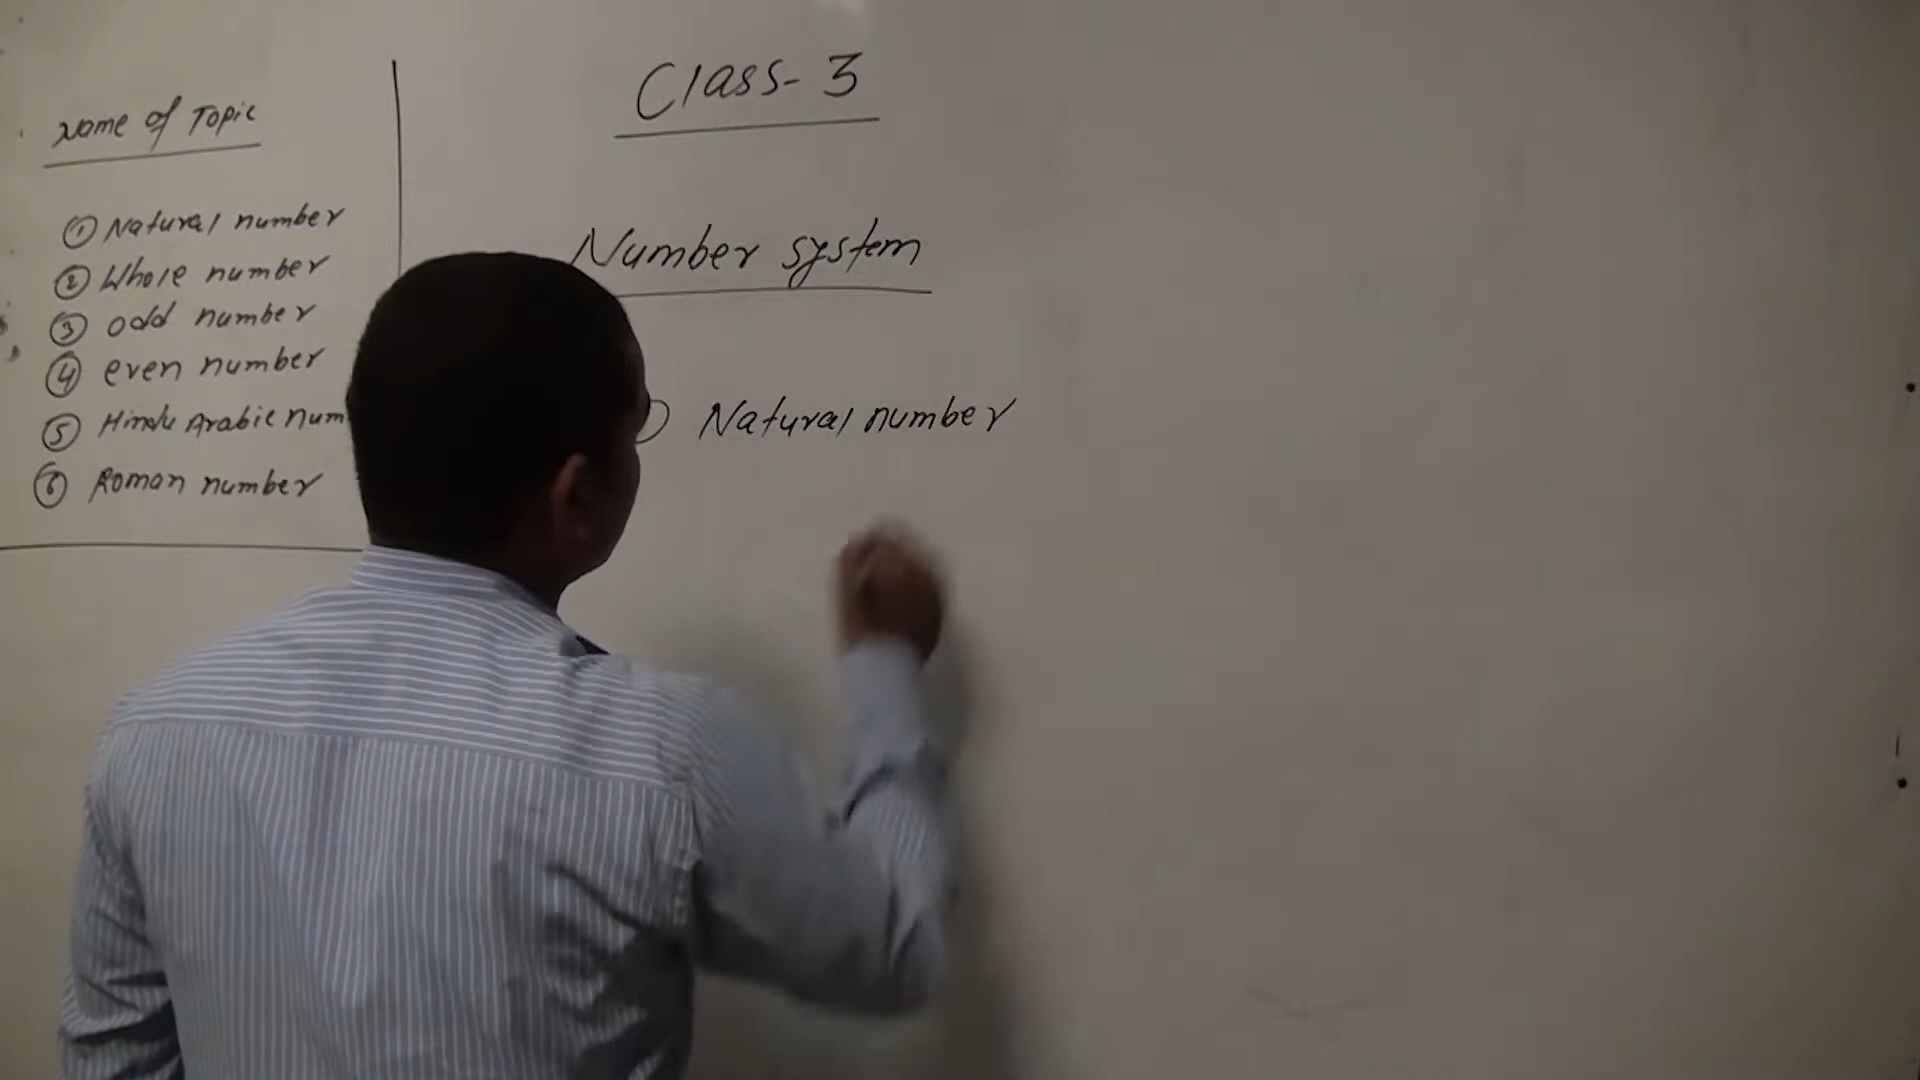 Name of Topic
① Natural number
② Whole number
③ odd number
④ even number
⑤ Hindu Arabic num
⑥ Roman number
Class-3
Number system
Natural number